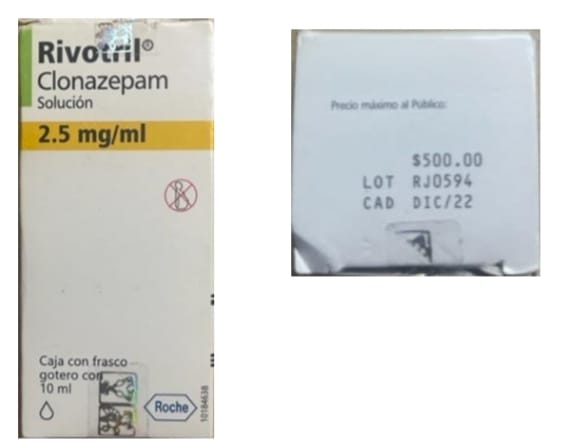 Rivotril®
Clonazepam
Solución
2.5 mg/ml
Caja con frasco
gotero con
10 ml
Roche
10184638
Precio máximo al Público:
$500.00
LOT RJ0594
CAD DIC/22